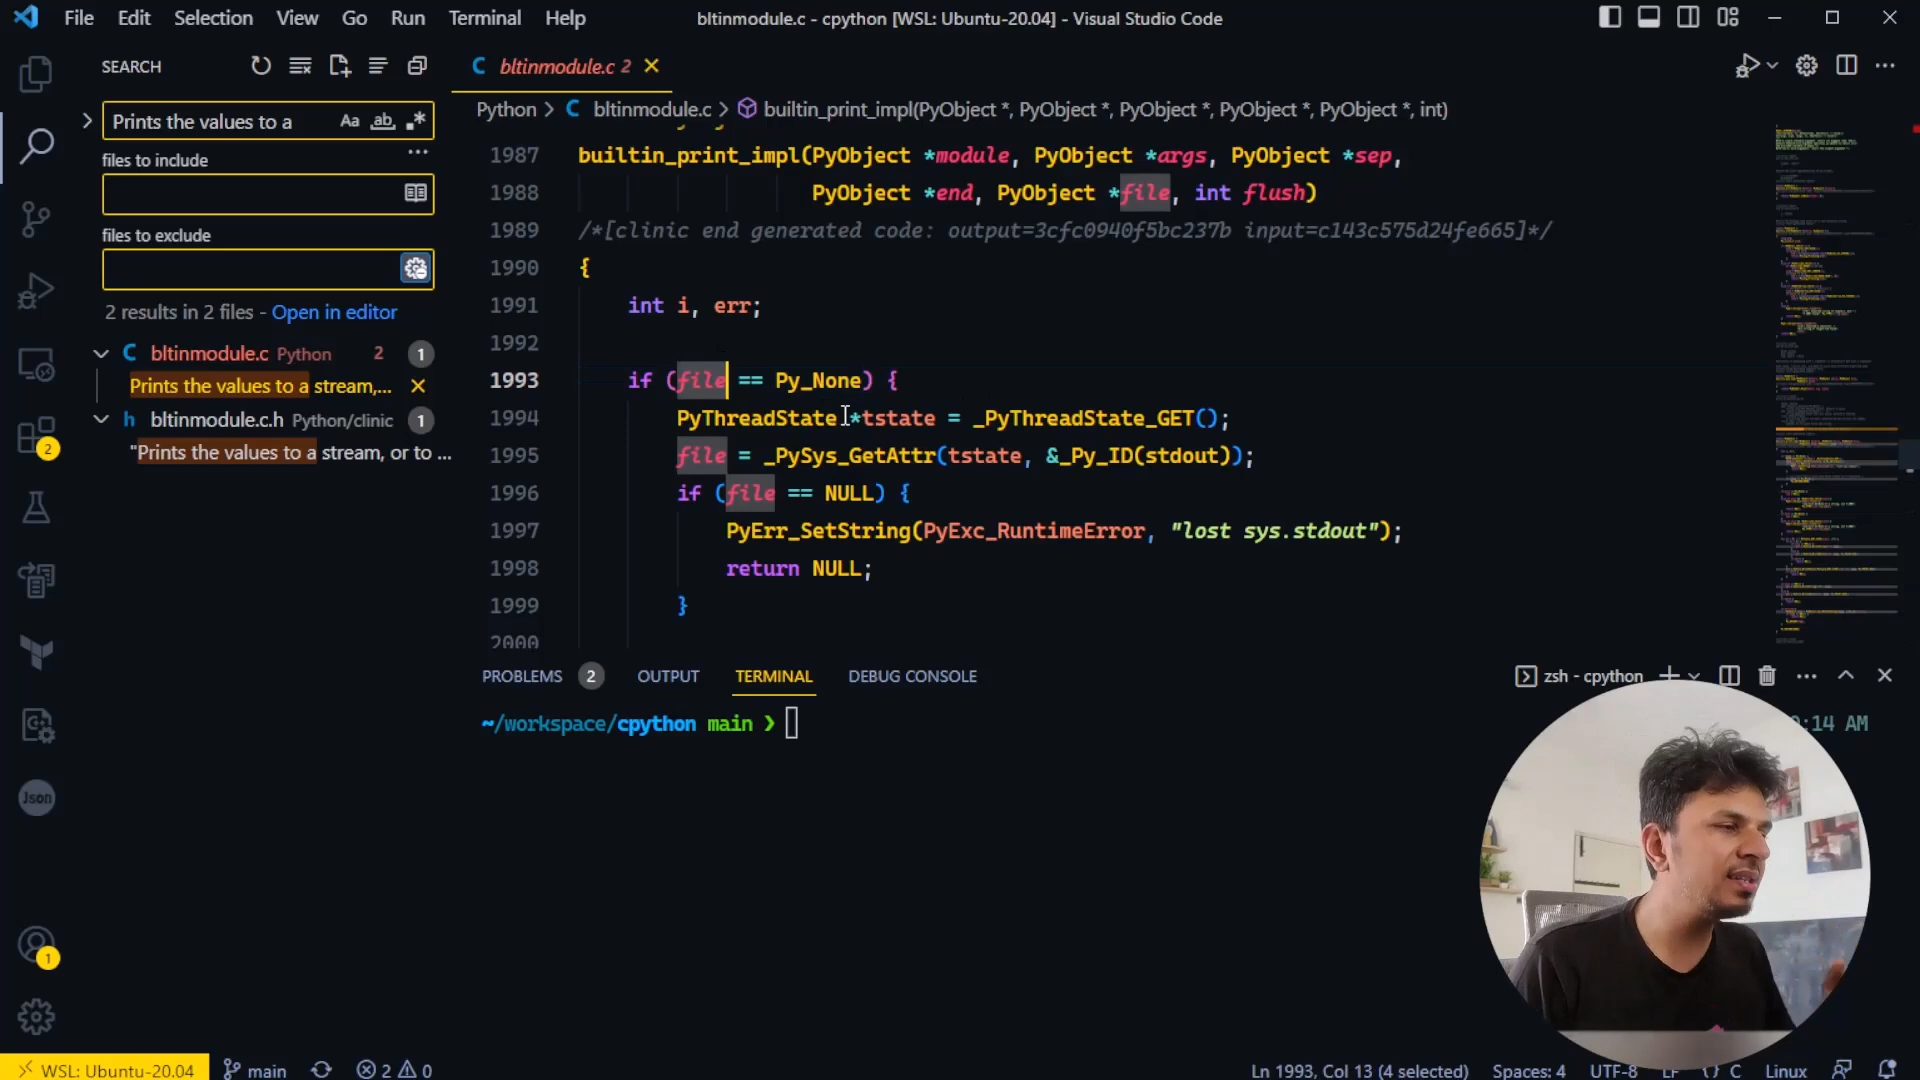 File Edit Selection View Go Run Terminal Help
bltinmodule.c - cpython [WSL: Ubuntu-20.04] - Visual Studio Code
SEARCH
Prints the values to a
Aa ab .*
files to include
files to exclude
2 results in 2 files - Open in editor
bltinmodule.c Python 2 1
Prints the values to a stream,...
bltinmodule.c.h Python/clinic 1
"Prints the values to a stream, or to ...
2
Json
1
bltinmodule.c 2
Python > C bltinmodule.c > builtin_print_impl(PyObject *, PyObject *, PyObject *, PyObject *, PyObject *, int)
1987 builtin_print_impl(PyObject *module, PyObject *args, PyObject *sep,
1988 PyObject *end, PyObject *file, int flush)
1989 /*[clinic end generated code: output=3cfc0940f5bc237b input=c143c575d24fe665]*/
1990 {
1991 int i, err;
1992
1993 if (file == Py_None) {
1994 PyThreadState *tstate = _PyThreadState_GET();
1995 file = _PySys_GetAttr(tstate, &_Py_ID(stdout));
1996 if (file == NULL) {
1997 PyErr_SetString(PyExc_RuntimeError, "lost sys.stdout");
1998 return NULL;
1999 }
2000
PROBLEMS 2 OUTPUT TERMINAL DEBUG CONSOLE
zsh - cpython
~/workspace/cpython main ❯
:14 AM
WSL: Ubuntu-20.04 main 2 0
Ln 1993, Col 13 (4 selected) Spaces: 4 UTF-8 LF {} C Linux